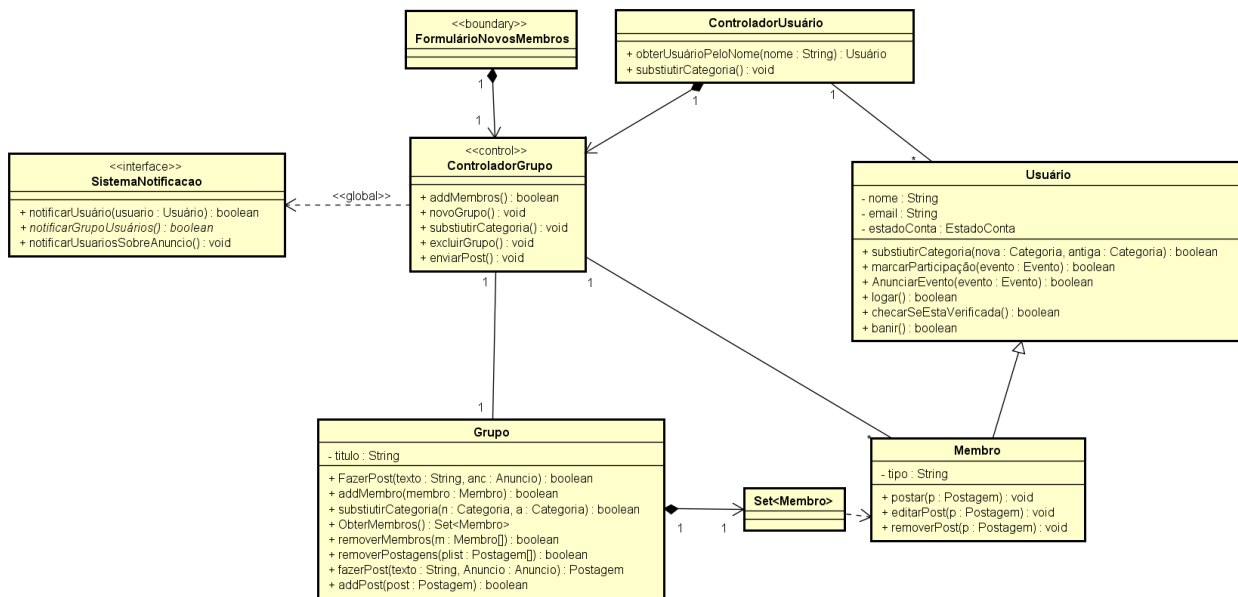 <<boundary>>
FormulárioNovosMembros
1
1
ControladorUsuário
+ obterUsuárioPeloNome(nome : String) : Usuário
+ substiutirCategoria() : void
1
1
*
<<control>>
ControladorGrupo
+ addMembros() : boolean
+ novoGrupo() : void
+ substiutirCategoria() : void
+ excluirGrupo() : void
+ enviarPost() : void
1
1
<<global>>
<<interface>>
SistemaNotificacao
+ notificarUsuário(usuario : Usuário) : boolean
+ notificarGrupoUsuários() : boolean
+ notificarUsuariosSobreAnuncio() : void
Usuário
- nome : String
- email : String
- estadoConta : EstadoConta
+ substiutirCategoria(nova : Categoria, antiga : Categoria) : boolean
+ marcarParticipação(evento : Evento) : boolean
+ AnunciarEvento(evento : Evento) : boolean
+ logar() : boolean
+ checarSeEstaVerificada() : boolean
+ banir() : boolean
1
Grupo
- titulo : String
+ FazerPost(texto : String, anc : Anuncio) : boolean
+ addMembro(membro : Membro) : boolean
+ substiutirCategoria(n : Categoria, a : Categoria) : boolean
+ ObterMembros() : Set<Membro>
+ removerMembros(m : Membro[]) : boolean
+ removerPostagens(plist : Postagem[]) : boolean
+ fazerPost(texto : String, Anuncio : Anuncio) : Postagem
+ addPost(post : Postagem) : boolean
1
1
Set<Membro>
*
Membro
- tipo : String
+ postar(p : Postagem) : void
+ editarPost(p : Postagem) : void
+ removerPost(p : Postagem) : void